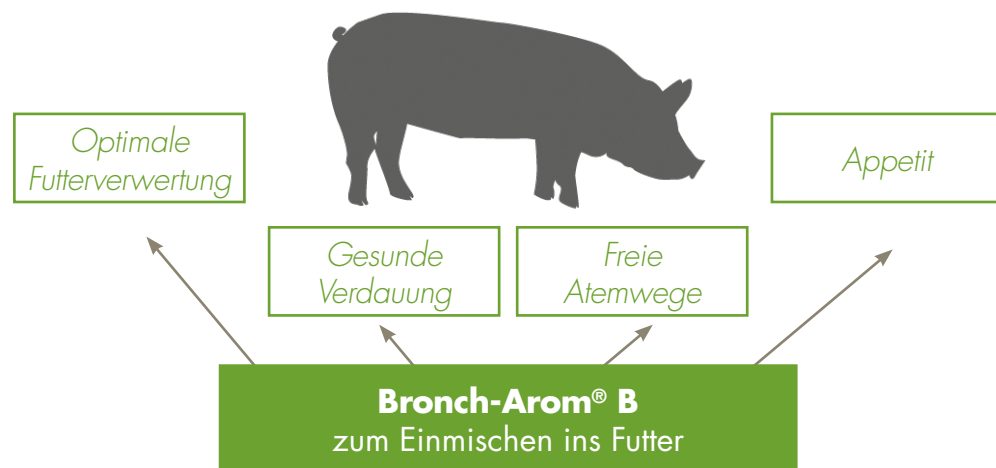 Optimale
Futterverwertung
Appetit
Gesunde
Verdauung
Freie
Atemwege
Bronch-Arom® B
zum Einmischen ins Futter